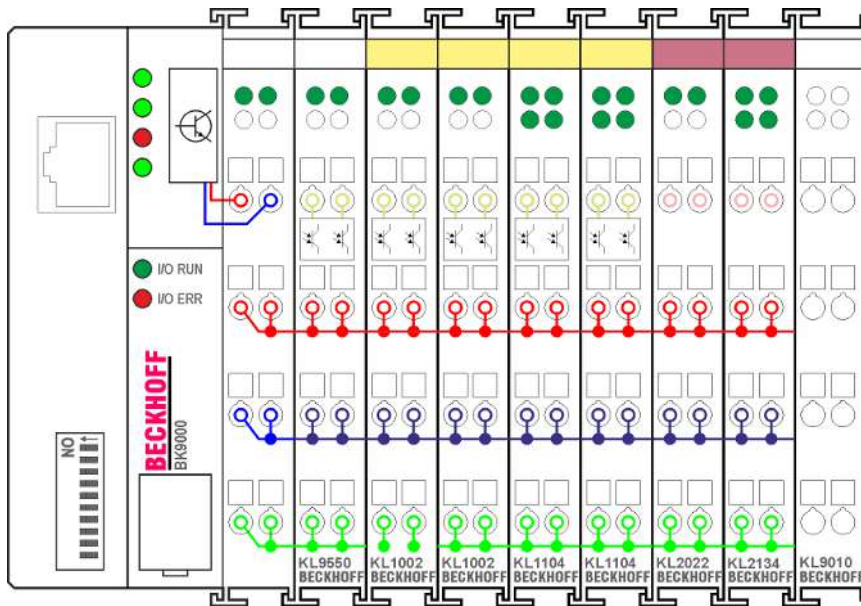 I/O RUN
I/O ERR
BECKHOFF
BK9000
NO
KL9550
BECKHOFF
KL1002
BECKHOFF
KL1002
BECKHOFF
KL1104
BECKHOFF
KL1104
BECKHOFF
KL2022
BECKHOFF
KL2134
BECKHOFF
KL9010
BECKHOFF